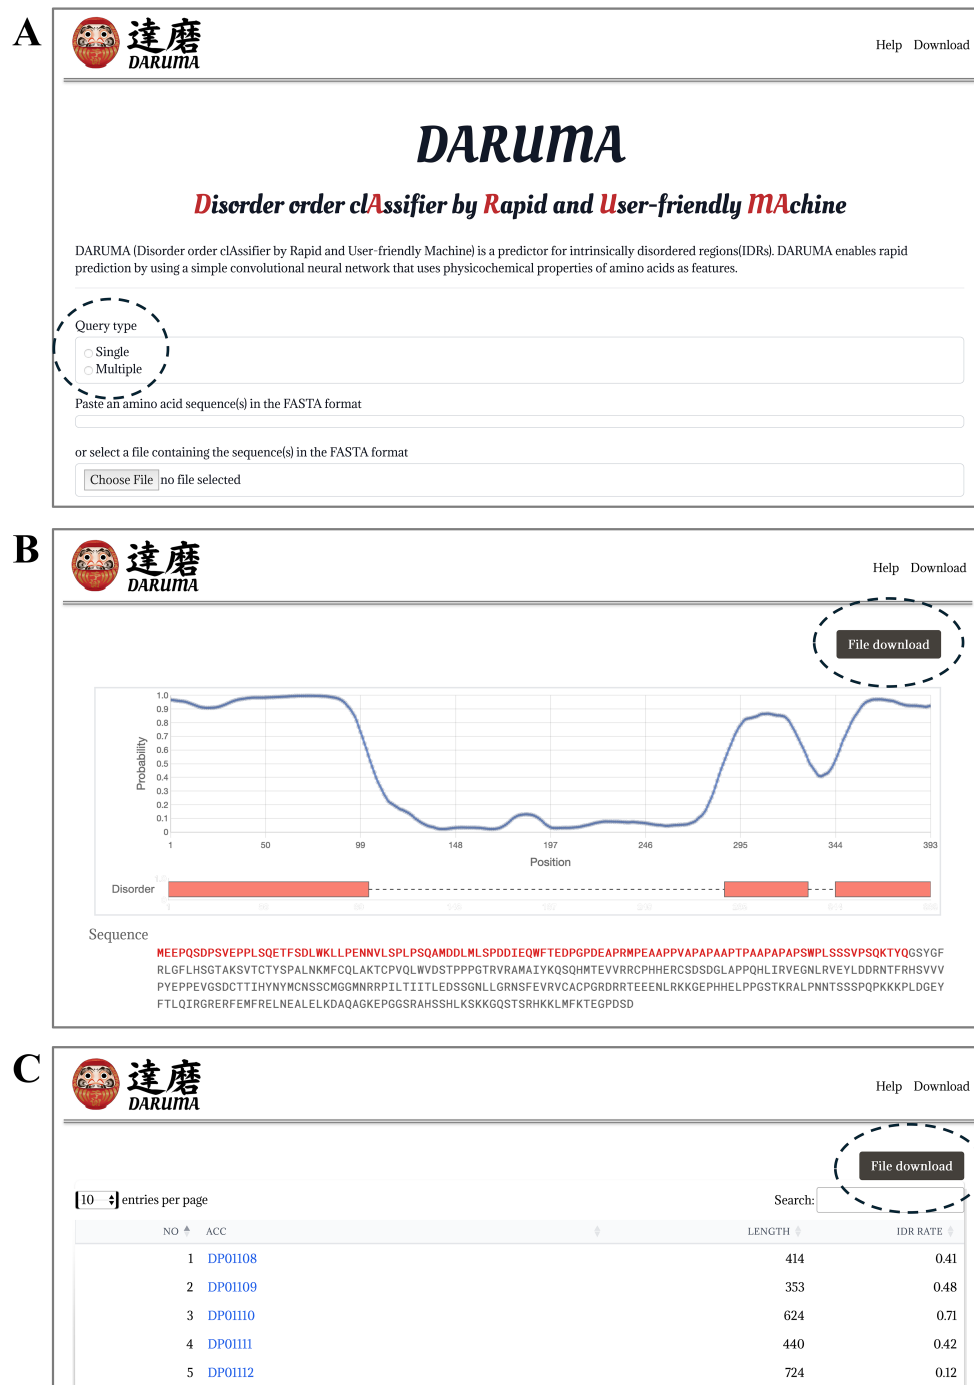 A
達磨
DARUMA
Help Download
DARUMA
Disorder order clAssifier by Rapid and User-friendly MAchine
DARUMA (Disorder order clAssifier by Rapid and User-friendly Machine) is a predictor for intrinsically disordered regions(IDRs). DARUMA enables rapid
prediction by using a simple convolutional neural network that uses physicochemical properties of amino acids as features.
Query type
Single
Multiple
Paste an amino acid sequence(s) in the FASTA format
or select a file containing the sequence(s) in the FASTA format
Choose File no file selected
B
達磨
DARUMA
Help Download
File download
1.0
0.9
0.8
0.7
0.6
0.5
0.4
0.3
0.2
0.1
0
Probability
1 50 99 148 197 246 295 344 393
Position
Disorder
Sequence
MEEPQSDPSVEPPLSQETFSDLWKLLPENNVLSPLPSQAMDDLMLSPDDIEQWFTEDPGPDEAPRMPEAAPPVAPAPAAPTPAAPAPAPSWPLSSSVPSQKTYQGSYGF
RLGFLHSGTAKSVTCTYSPALNKMFCQLAKTCPVQLWVDSTPPPGTRVRAMAIYKQSQHMTEVVRRCPHHERCSDSDGLAPPQHLIRVEGNLRVEYLDDRNTFRHSVVV
PYEPPEVGSDCTTIHYNYMCNSSCMGGMNRRPILTIITLEDSSGNLLGRNSFEVRVCACPGRDRRTEEENLRKKGEPHHELPPGSTKRALPNNTSSSPQPKKKPLDGEY
FTLQIRGRERFEMFRELNEALELKDAQAGKEPGGSRAHSSHLKSKKGQSTSRHKKLMFKTEGPDSD
C
達磨
DARUMA
Help Download
File download
10 entries per page Search:
NO ACC LENGTH IDR RATE
1 DP01108 414 0.41
2 DP01109 353 0.48
3 DP01110 624 0.71
4 DP01111 440 0.42
5 DP01112 724 0.12